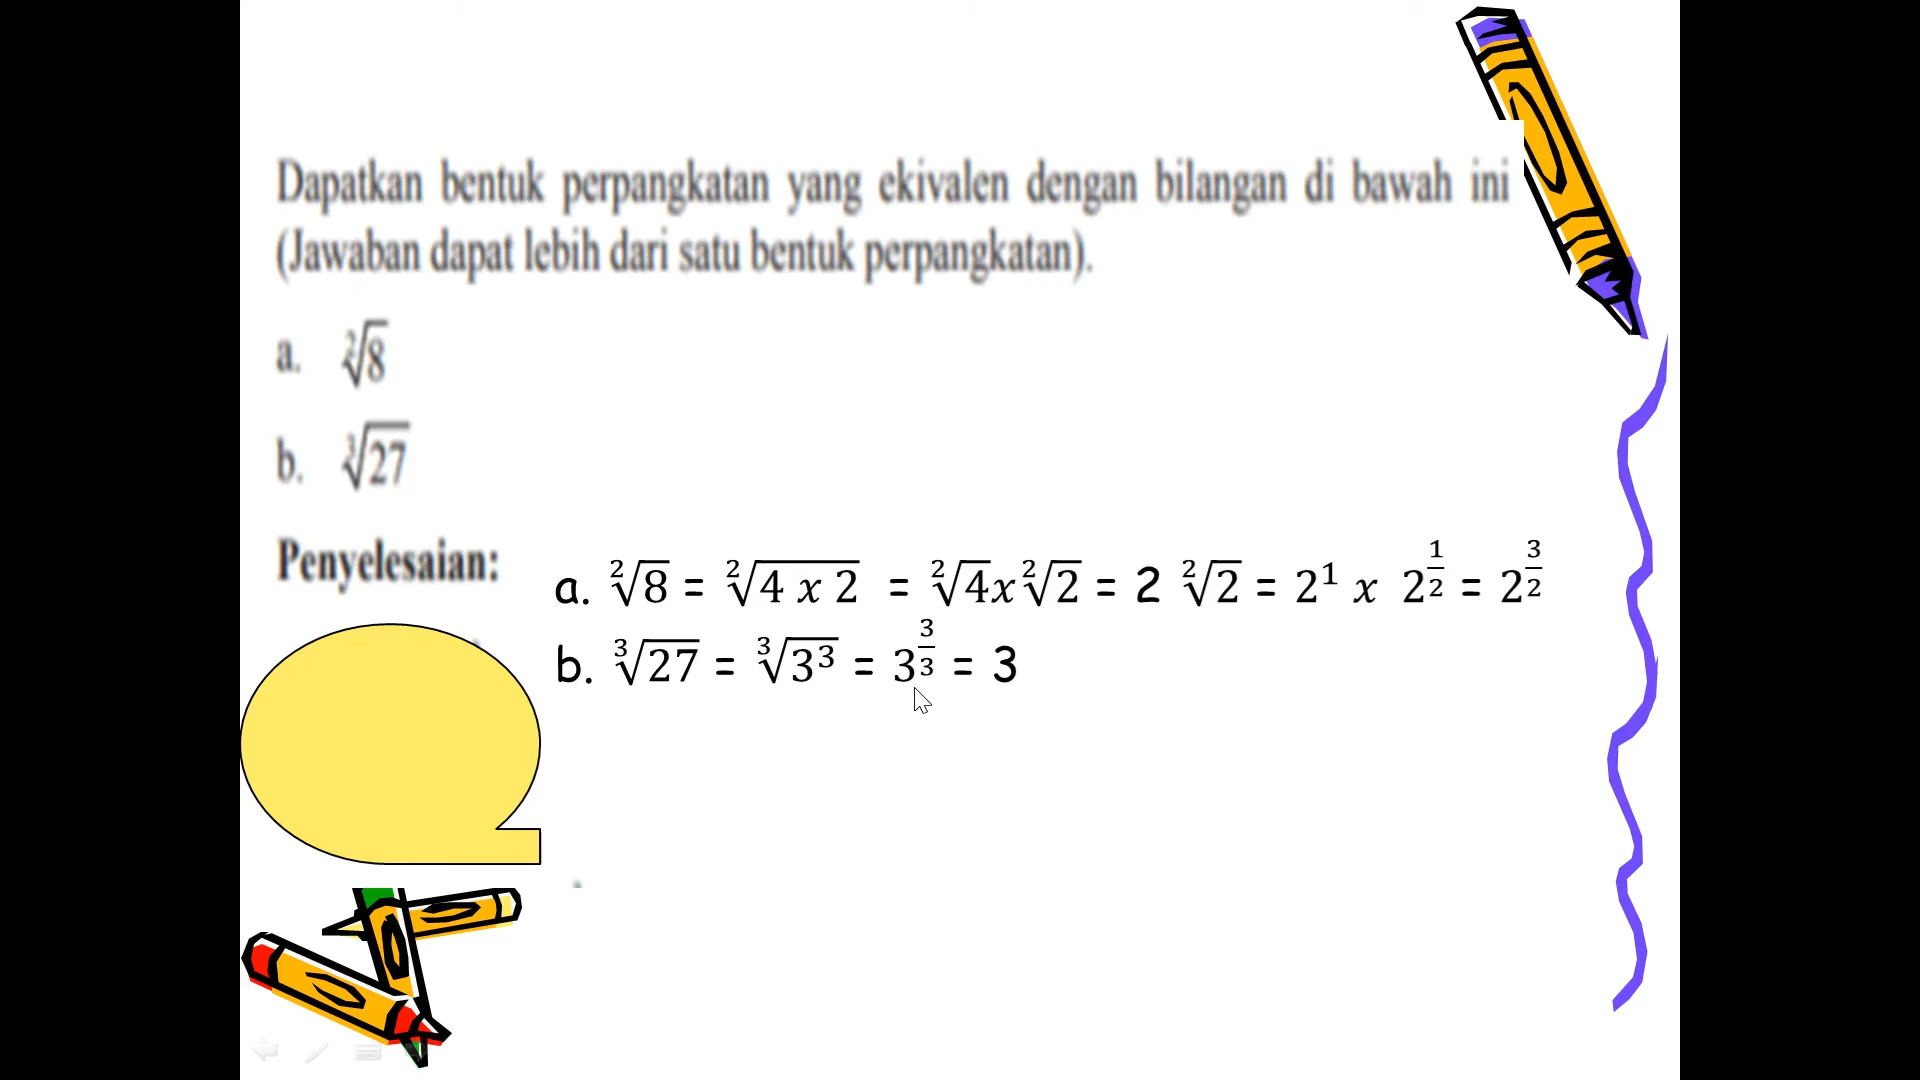 Dapatkan bentuk perpangkatan yang ekivalen dengan bilangan di bawah ini
(Jawaban dapat lebih dari satu bentuk perpangkatan).
a. ²√8
b. ³√27
Penyelesaian:
a. ²√8 = ²√(4 x 2) = ²√4 x ²√2 = 2 ²√2 = 2¹ x 2^(1/2) = 2^(3/2)
b. ³√27 = ³√(3³) = 3^(3/3) = 3